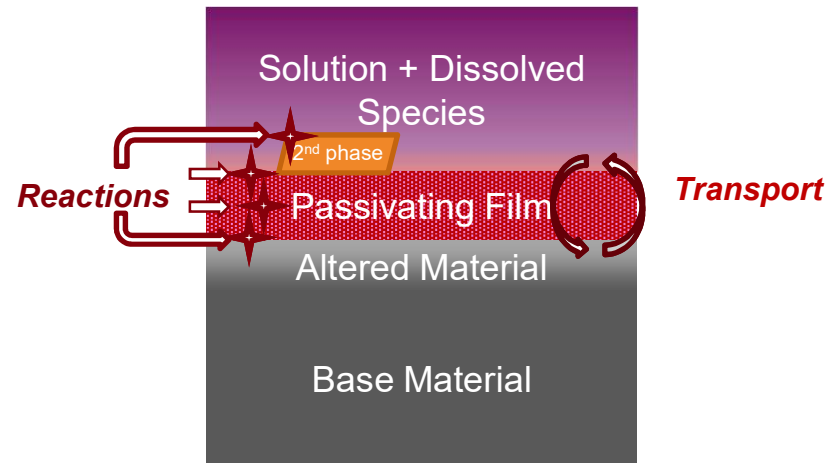 Solution + Dissolved
Species
2nd phase
Reactions
Passivating Film
Transport
Altered Material
Base Material